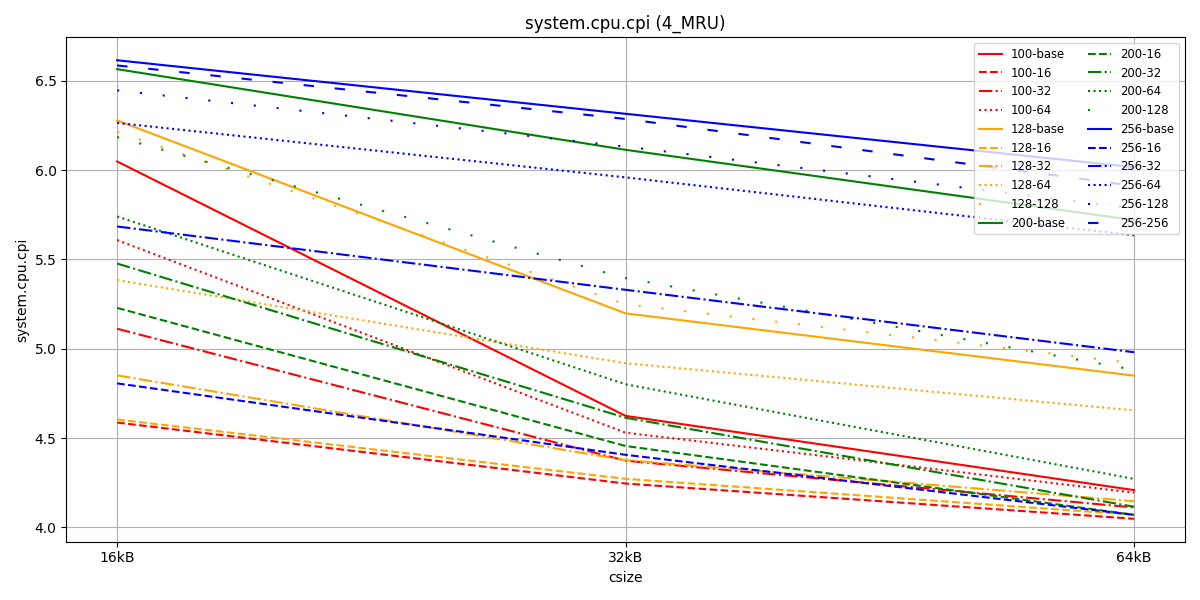 system.cpu.cpi (4_MRU)
system.cpu.cpi
6.5
6.0
5.5
5.0
4.5
4.0
16kB
32kB
64kB
csize
100-base
100-16
100-32
100-64
128-base
128-16
128-32
128-64
128-128
200-base
200-16
200-32
200-64
200-128
256-base
256-16
256-32
256-64
256-128
256-256